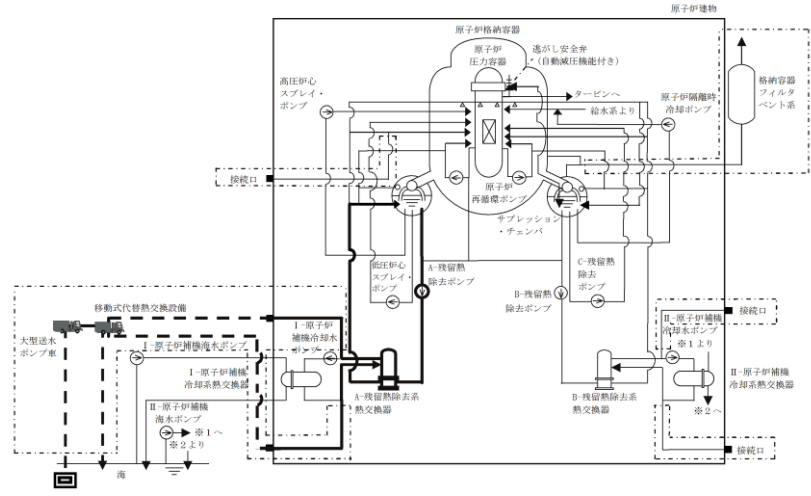 原子炉建物
原子炉格納容器
原子炉
圧力容器
逃がし安全弁
(自動減圧機能付き)
高圧炉心
スプレイ・
ポンプ
タービンへ
給水系より
原子炉隔離時
冷却ポンプ
格納容器
フィルタ
ベント系
接続口
原子炉
再循環ポンプ
サプレッション
・チェンバ
低圧炉心
スプレイ・
ポンプ
A-残留熱
除去ポンプ
C-残留熱
除去
ポンプ
B-残留熱
除去ポンプ
移動式代替熱交換設備
大型送水
ポンプ車
Ⅰ-原子炉
補機冷却水
ポンプ
Ⅰ-原子炉補機海水ポンプ
Ⅰ-原子炉補機
冷却系熱交換器
Ⅱ-原子炉補機
海水ポンプ
※1へ
※2より
海
A-残留熱除去系
熱交換器
B-残留熱除去系
熱交換器
接続口
Ⅱ-原子炉補機
冷却水ポンプ
※1より
Ⅱ-原子炉補機
冷却系熱交換器
※2へ
接続口